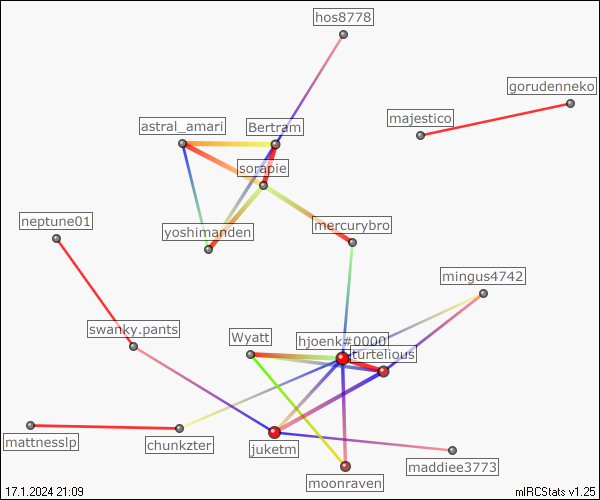 hos8778
gorudenneko
majestico
astral_amari
Bertram
sorapie
neptune01
yoshimanden
mercurybro
mingus4742
swanky.pants
Wyatt
hjoenk#0000
turtelious
mattnesslp
chunkzter
juketm
maddiee3773
moonraven
17.1.2024 21:09
mIRCStats v1.25